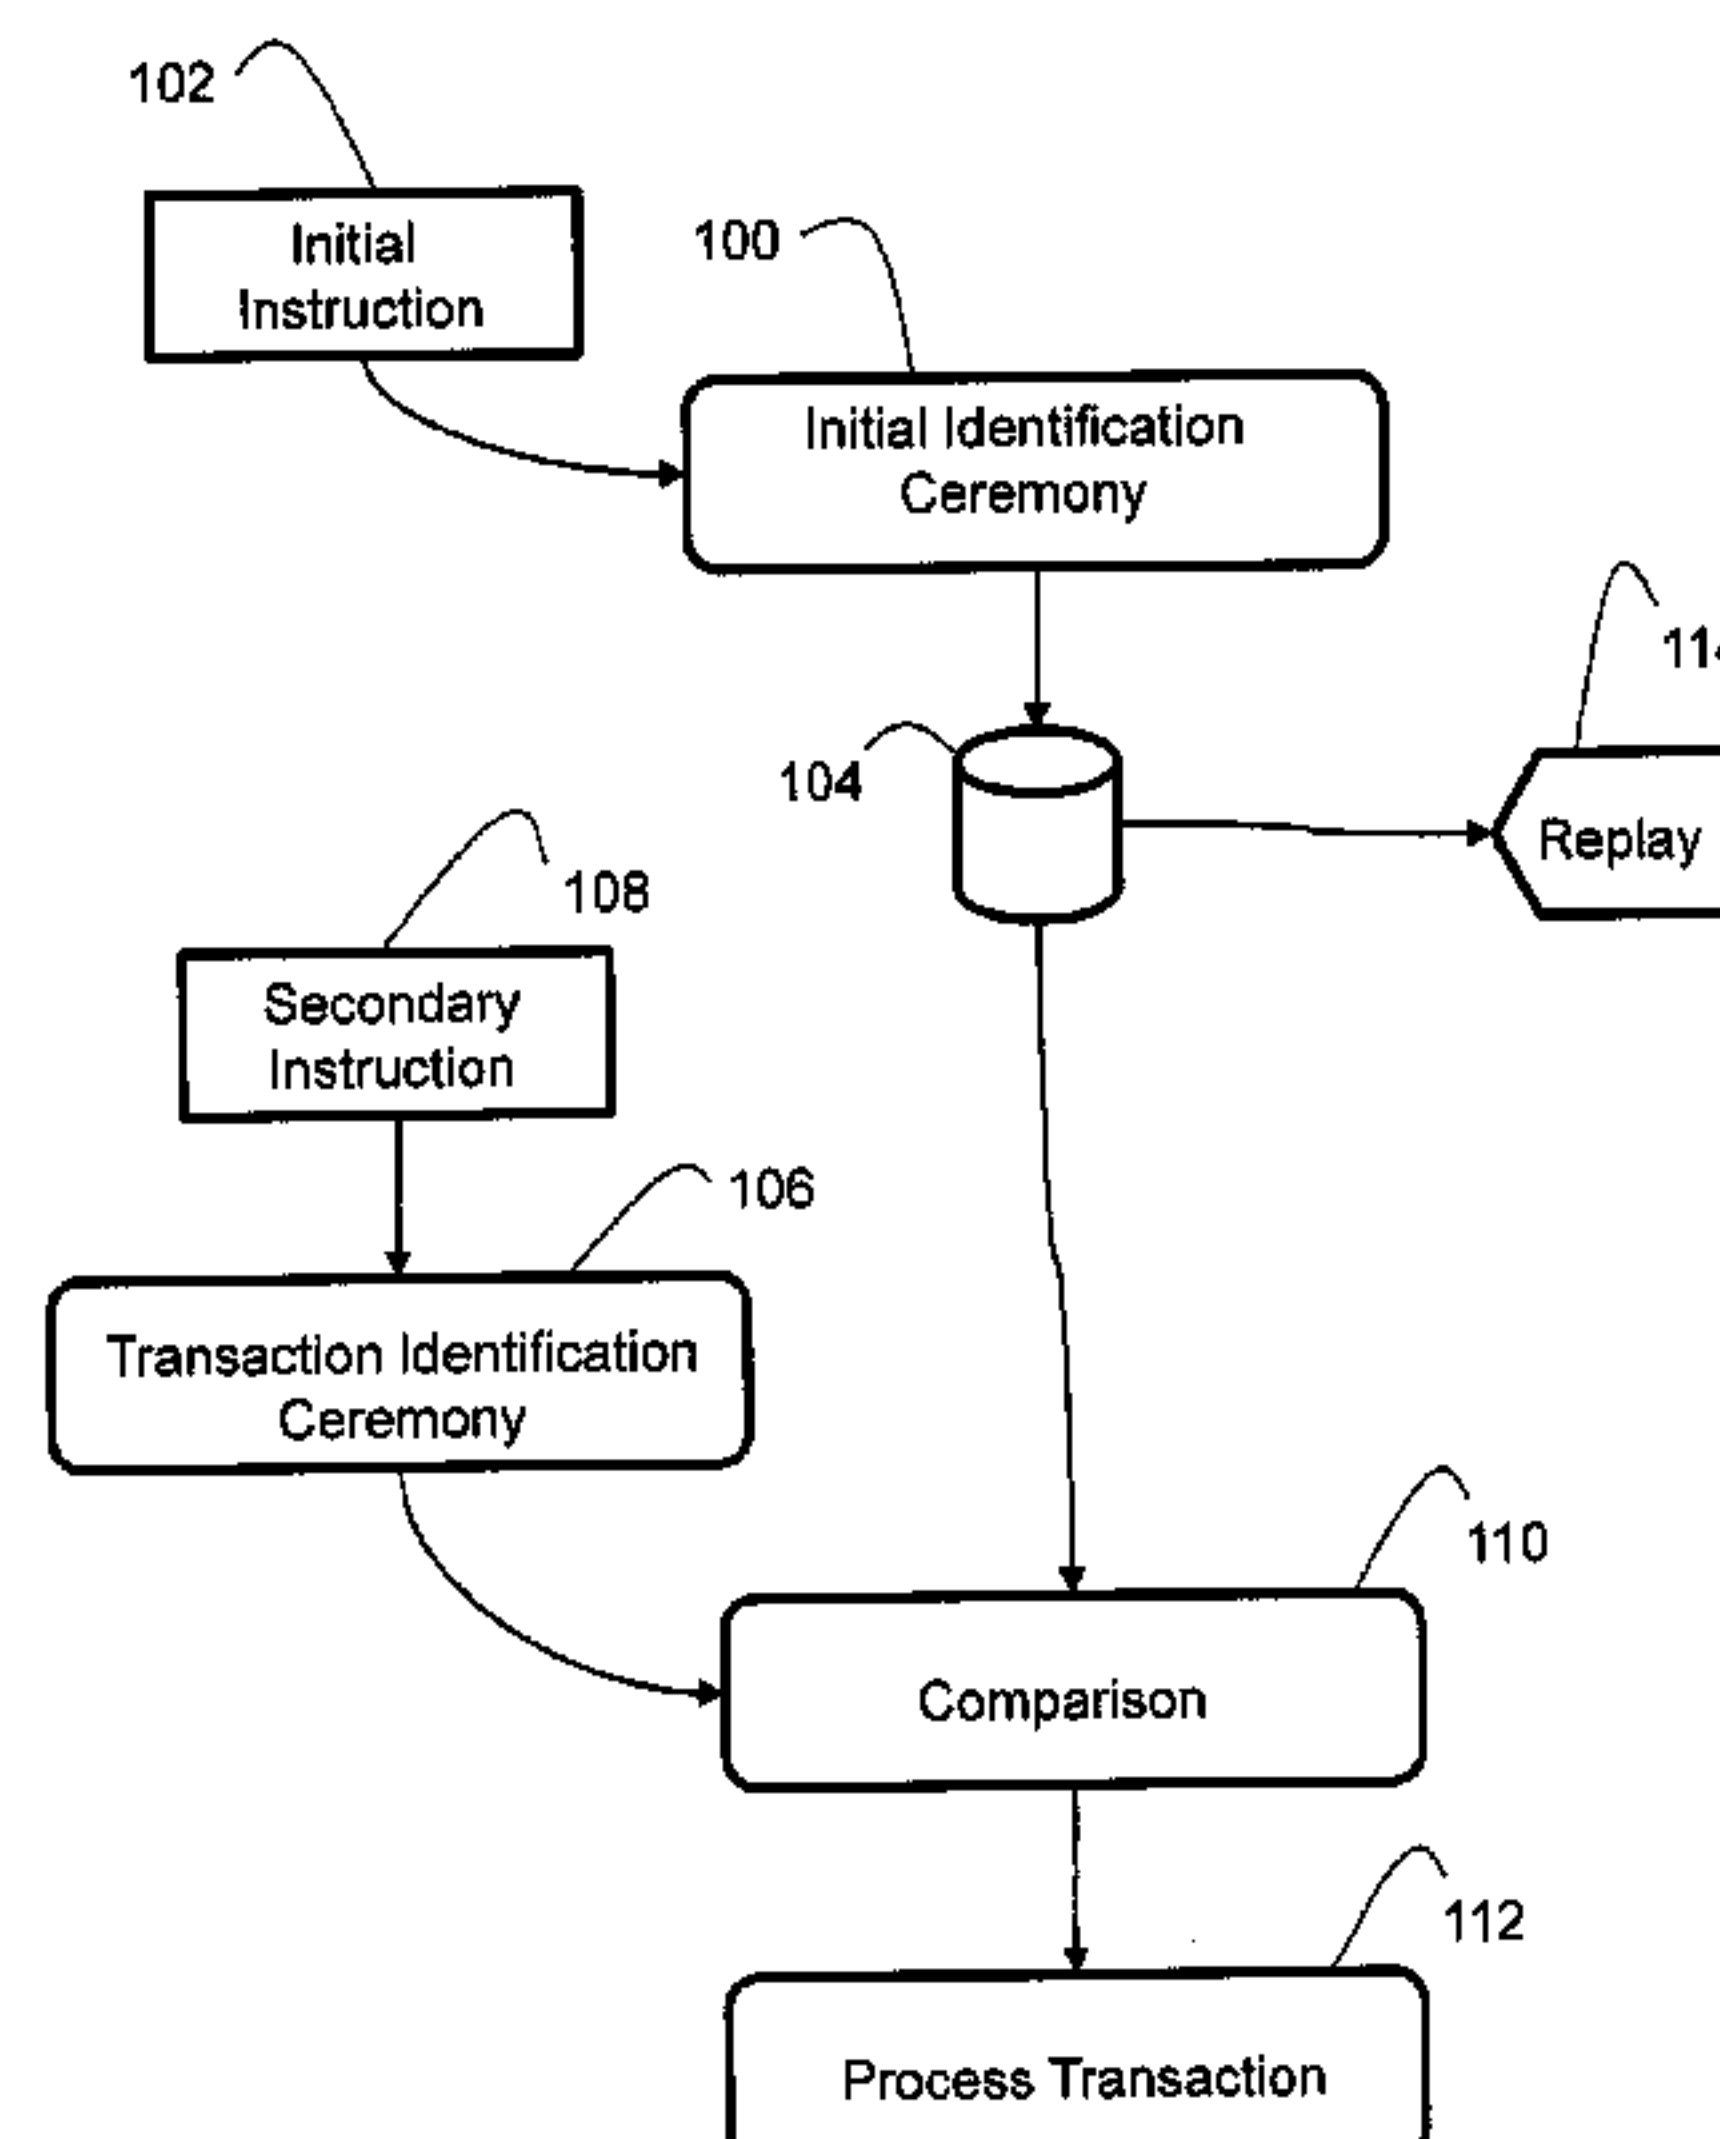 102
Initial
Instruction
100
Initial Identification
Ceremony
104
Replay
108
Secondary
Instruction
106
Transaction Identification
Ceremony
110
Comparison
112
Process Transaction